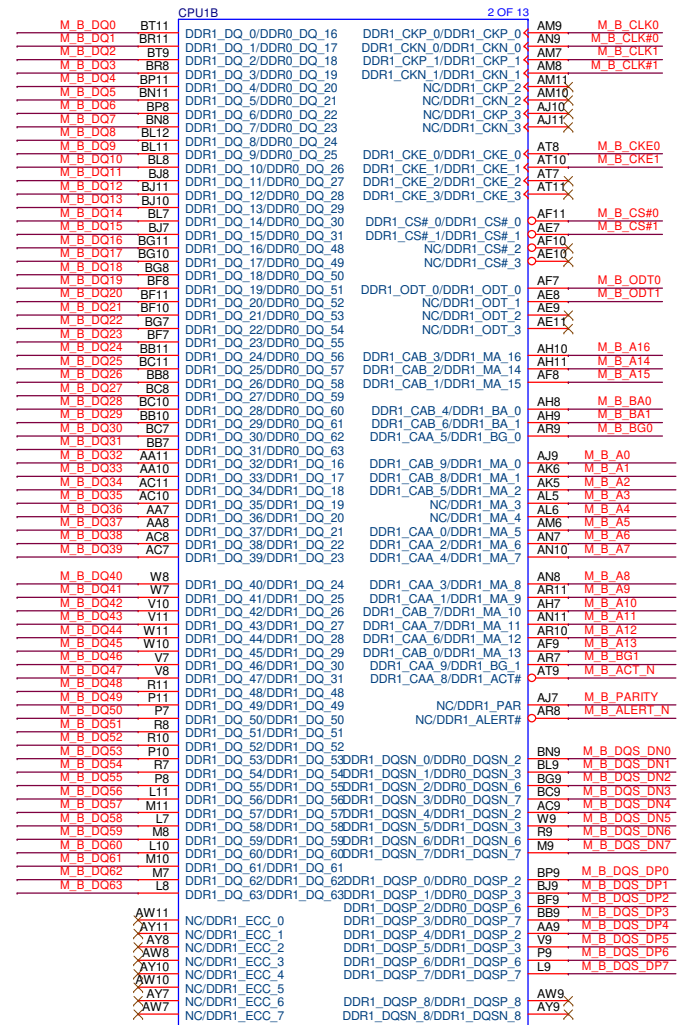 CPU1B 2 OF 13
M_B_DQ0 BT11 DDR1_DQ_0/DDR0_DQ_16
M_B_DQ1 BR11 DDR1_DQ_1/DDR0_DQ_17
M_B_DQ2 BT9 DDR1_DQ_2/DDR0_DQ_18
M_B_DQ3 BR8 DDR1_DQ_3/DDR0_DQ_19
M_B_DQ4 BP11 DDR1_DQ_4/DDR0_DQ_20
M_B_DQ5 BN11 DDR1_DQ_5/DDR0_DQ_21
M_B_DQ6 BP8 DDR1_DQ_6/DDR0_DQ_22
M_B_DQ7 BN8 DDR1_DQ_7/DDR0_DQ_23
M_B_DQ8 BL12 DDR1_DQ_8/DDR0_DQ_24
M_B_DQ9 BL11 DDR1_DQ_9/DDR0_DQ_25
M_B_DQ10 BL8 DDR1_DQ_10/DDR0_DQ_26
M_B_DQ11 BJ8 DDR1_DQ_11/DDR0_DQ_27
M_B_DQ12 BJ11 DDR1_DQ_12/DDR0_DQ_28
M_B_DQ13 BJ10 DDR1_DQ_13/DDR0_DQ_29
M_B_DQ14 BL7 DDR1_DQ_14/DDR0_DQ_30
M_B_DQ15 BJ7 DDR1_DQ_15/DDR0_DQ_31
M_B_DQ16 BG11 DDR1_DQ_16/DDR0_DQ_48
M_B_DQ17 BG10 DDR1_DQ_17/DDR0_DQ_49
M_B_DQ18 BG8 DDR1_DQ_18/DDR0_DQ_50
M_B_DQ19 BF8 DDR1_DQ_19/DDR0_DQ_51
M_B_DQ20 BF11 DDR1_DQ_20/DDR0_DQ_52
M_B_DQ21 BF10 DDR1_DQ_21/DDR0_DQ_53
M_B_DQ22 BG7 DDR1_DQ_22/DDR0_DQ_54
M_B_DQ23 BF7 DDR1_DQ_23/DDR0_DQ_55
M_B_DQ24 BB11 DDR1_DQ_24/DDR0_DQ_56
M_B_DQ25 BC11 DDR1_DQ_25/DDR0_DQ_57
M_B_DQ26 BB8 DDR1_DQ_26/DDR0_DQ_58
M_B_DQ27 BC8 DDR1_DQ_27/DDR0_DQ_59
M_B_DQ28 BC10 DDR1_DQ_28/DDR0_DQ_60
M_B_DQ29 BB10 DDR1_DQ_29/DDR0_DQ_61
M_B_DQ30 BC7 DDR1_DQ_30/DDR0_DQ_62
M_B_DQ31 BB7 DDR1_DQ_31/DDR0_DQ_63
M_B_DQ32 AA11 DDR1_DQ_32/DDR1_DQ_16
M_B_DQ33 AA10 DDR1_DQ_33/DDR1_DQ_17
M_B_DQ34 AC11 DDR1_DQ_34/DDR1_DQ_18
M_B_DQ35 AC10 DDR1_DQ_35/DDR1_DQ_19
M_B_DQ36 AA7 DDR1_DQ_36/DDR1_DQ_20
M_B_DQ37 AA8 DDR1_DQ_37/DDR1_DQ_21
M_B_DQ38 AC8 DDR1_DQ_38/DDR1_DQ_22
M_B_DQ39 AC7 DDR1_DQ_39/DDR1_DQ_23
M_B_DQ40 W8 DDR1_DQ_40/DDR1_DQ_24
M_B_DQ41 W7 DDR1_DQ_41/DDR1_DQ_25
M_B_DQ42 V10 DDR1_DQ_42/DDR1_DQ_26
M_B_DQ43 V11 DDR1_DQ_43/DDR1_DQ_27
M_B_DQ44 W11 DDR1_DQ_44/DDR1_DQ_28
M_B_DQ45 W10 DDR1_DQ_45/DDR1_DQ_29
M_B_DQ46 V7 DDR1_DQ_46/DDR1_DQ_30
M_B_DQ47 V8 DDR1_DQ_47/DDR1_DQ_31
M_B_DQ48 R11 DDR1_DQ_48/DDR1_DQ_48
M_B_DQ49 P11 DDR1_DQ_49/DDR1_DQ_49
M_B_DQ50 P7 DDR1_DQ_50/DDR1_DQ_50
M_B_DQ51 R8 DDR1_DQ_51/DDR1_DQ_51
M_B_DQ52 R10 DDR1_DQ_52/DDR1_DQ_52
M_B_DQ53 P10 DDR1_DQ_53/DDR1_DQ_53
M_B_DQ54 R7 DDR1_DQ_54/DDR1_DQ_54
M_B_DQ55 P8 DDR1_DQ_55/DDR1_DQ_55
M_B_DQ56 L11 DDR1_DQ_56/DDR1_DQ_56
M_B_DQ57 M11 DDR1_DQ_57/DDR1_DQ_57
M_B_DQ58 L7 DDR1_DQ_58/DDR1_DQ_58
M_B_DQ59 M8 DDR1_DQ_59/DDR1_DQ_59
M_B_DQ60 L10 DDR1_DQ_60/DDR1_DQ_60
M_B_DQ61 M10 DDR1_DQ_61/DDR1_DQ_61
M_B_DQ62 M7 DDR1_DQ_62/DDR1_DQ_62
M_B_DQ63 L8 DDR1_DQ_63/DDR1_DQ_63
AW11 NC/DDR1_ECC_0
AY11 NC/DDR1_ECC_1
AY8 NC/DDR1_ECC_2
AW8 NC/DDR1_ECC_3
AY10 NC/DDR1_ECC_4
AW10 NC/DDR1_ECC_5
AY7 NC/DDR1_ECC_6
AW7 NC/DDR1_ECC_7
DDR1_CKP_0/DDR1_CKP_0 AM9 M_B_CLK0
DDR1_CKN_0/DDR1_CKN_0 AN9 M_B_CLK#0
DDR1_CKP_1/DDR1_CKP_1 AM7 M_B_CLK1
DDR1_CKN_1/DDR1_CKN_1 AM8 M_B_CLK#1
NC/DDR1_CKP_2 AM11
NC/DDR1_CKN_2 AM10
NC/DDR1_CKP_3 AJ10
NC/DDR1_CKN_3 AJ11
DDR1_CKE_0/DDR1_CKE_0 AT8 M_B_CKE0
DDR1_CKE_1/DDR1_CKE_1 AT10 M_B_CKE1
DDR1_CKE_2/DDR1_CKE_2 AT7
DDR1_CKE_3/DDR1_CKE_3 AT11
DDR1_CS#_0/DDR1_CS#_0 AF11 M_B_CS#0
DDR1_CS#_1/DDR1_CS#_1 AE7 M_B_CS#1
NC/DDR1_CS#_2 AF10
NC/DDR1_CS#_3 AE10
DDR1_ODT_0/DDR1_ODT_0 AF7 M_B_ODT0
NC/DDR1_ODT_1 AE8 M_B_ODT1
NC/DDR1_ODT_2 AE9
NC/DDR1_ODT_3 AE11
DDR1_CAB_3/DDR1_MA_16 AH10 M_B_A16
DDR1_CAB_2/DDR1_MA_14 AH11 M_B_A14
DDR1_CAB_1/DDR1_MA_15 AF8 M_B_A15
DDR1_CAB_4/DDR1_BA_0 AH8 M_B_BA0
DDR1_CAB_6/DDR1_BA_1 AH9 M_B_BA1
DDR1_CAA_5/DDR1_BG_0 AR9 M_B_BG0
DDR1_CAB_9/DDR1_MA_0 AJ9 M_B_A0
DDR1_CAB_8/DDR1_MA_1 AK6 M_B_A1
DDR1_CAB_5/DDR1_MA_2 AK5 M_B_A2
NC/DDR1_MA_3 AL5 M_B_A3
NC/DDR1_MA_4 AL6 M_B_A4
DDR1_CAA_0/DDR1_MA_5 AM6 M_B_A5
DDR1_CAA_2/DDR1_MA_6 AN7 M_B_A6
DDR1_CAA_4/DDR1_MA_7 AN10 M_B_A7
DDR1_CAA_3/DDR1_MA_8 AN8 M_B_A8
DDR1_CAA_1/DDR1_MA_9 AR11 M_B_A9
DDR1_CAB_7/DDR1_MA_10 AH7 M_B_A10
DDR1_CAA_7/DDR1_MA_11 AN11 M_B_A11
DDR1_CAA_6/DDR1_MA_12 AR10 M_B_A12
DDR1_CAB_0/DDR1_MA_13 AF9 M_B_A13
DDR1_CAA_9/DDR1_BG_1 AR7 M_B_BG1
DDR1_CAA_8/DDR1_ACT# AT9 M_B_ACT_N
NC/DDR1_PAR AJ7 M_B_PARITY
NC/DDR1_ALERT# AR8 M_B_ALERT_N
DDR1_DQSN_0/DDR0_DQSN_2 BN9 M_B_DQS_DN0
DDR1_DQSN_1/DDR0_DQSN_3 BL9 M_B_DQS_DN1
DDR1_DQSN_2/DDR0_DQSN_6 BG9 M_B_DQS_DN2
DDR1_DQSN_3/DDR0_DQSN_7 BC9 M_B_DQS_DN3
DDR1_DQSN_4/DDR1_DQSN_2 AC9 M_B_DQS_DN4
DDR1_DQSN_5/DDR1_DQSN_3 W9 M_B_DQS_DN5
DDR1_DQSN_6/DDR1_DQSN_6 R9 M_B_DQS_DN6
DDR1_DQSN_7/DDR1_DQSN_7 M9 M_B_DQS_DN7
DDR1_DQSP_0/DDR0_DQSP_2 BP9 M_B_DQS_DP0
DDR1_DQSP_1/DDR0_DQSP_3 BJ9 M_B_DQS_DP1
DDR1_DQSP_2/DDR0_DQSP_6 BF9 M_B_DQS_DP2
DDR1_DQSP_3/DDR0_DQSP_7 BB9 M_B_DQS_DP3
DDR1_DQSP_4/DDR1_DQSP_2 AA9 M_B_DQS_DP4
DDR1_DQSP_5/DDR1_DQSP_3 V9 M_B_DQS_DP5
DDR1_DQSP_6/DDR1_DQSP_6 P9 M_B_DQS_DP6
DDR1_DQSP_7/DDR1_DQSP_7 L9 M_B_DQS_DP7
DDR1_DQSP_8/DDR1_DQSP_8 AW9
DDR1_DQSN_8/DDR1_DQSN_8 AY9